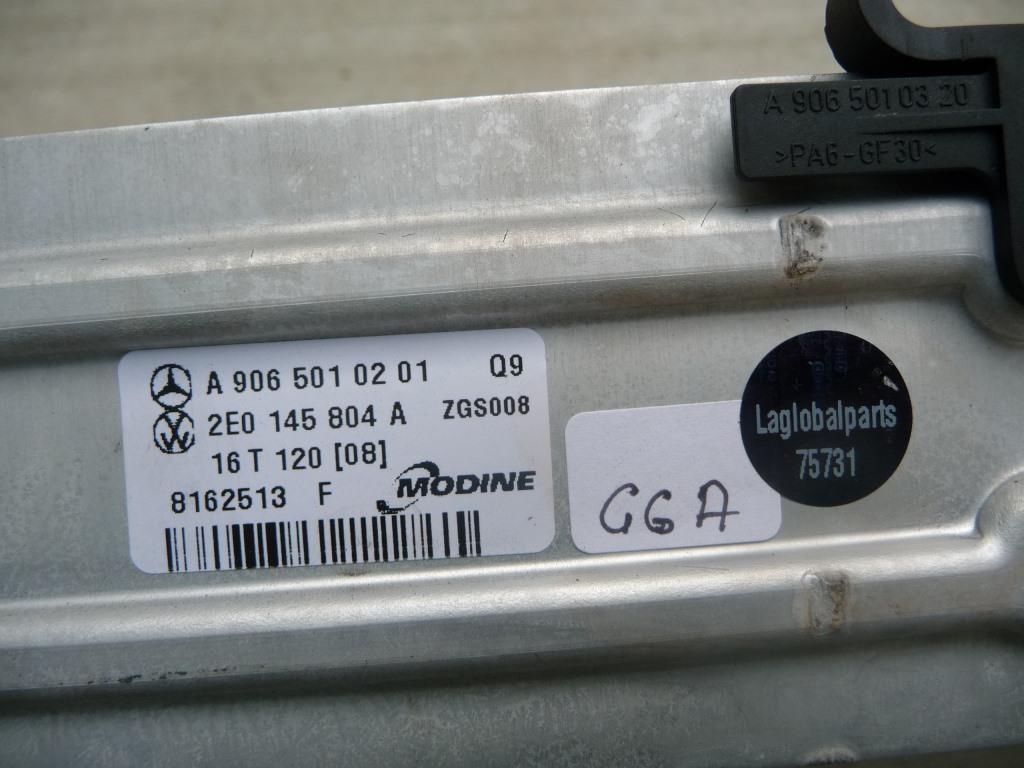 A 906 501 03 20
>PA6-GF30<
A 906 501 02 01 Q9
2E0 145 804 A ZGS008
16 T 120 [08]
8162513 F MODINE
GGA
Laglobalparts
75731